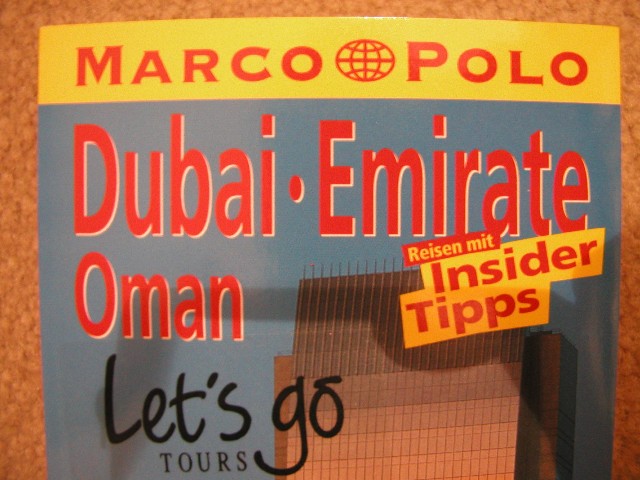 MARCO POLO
Dubai · Emirate
Oman
Reisen mit
Insider
Tipps
Let's go
TOURS